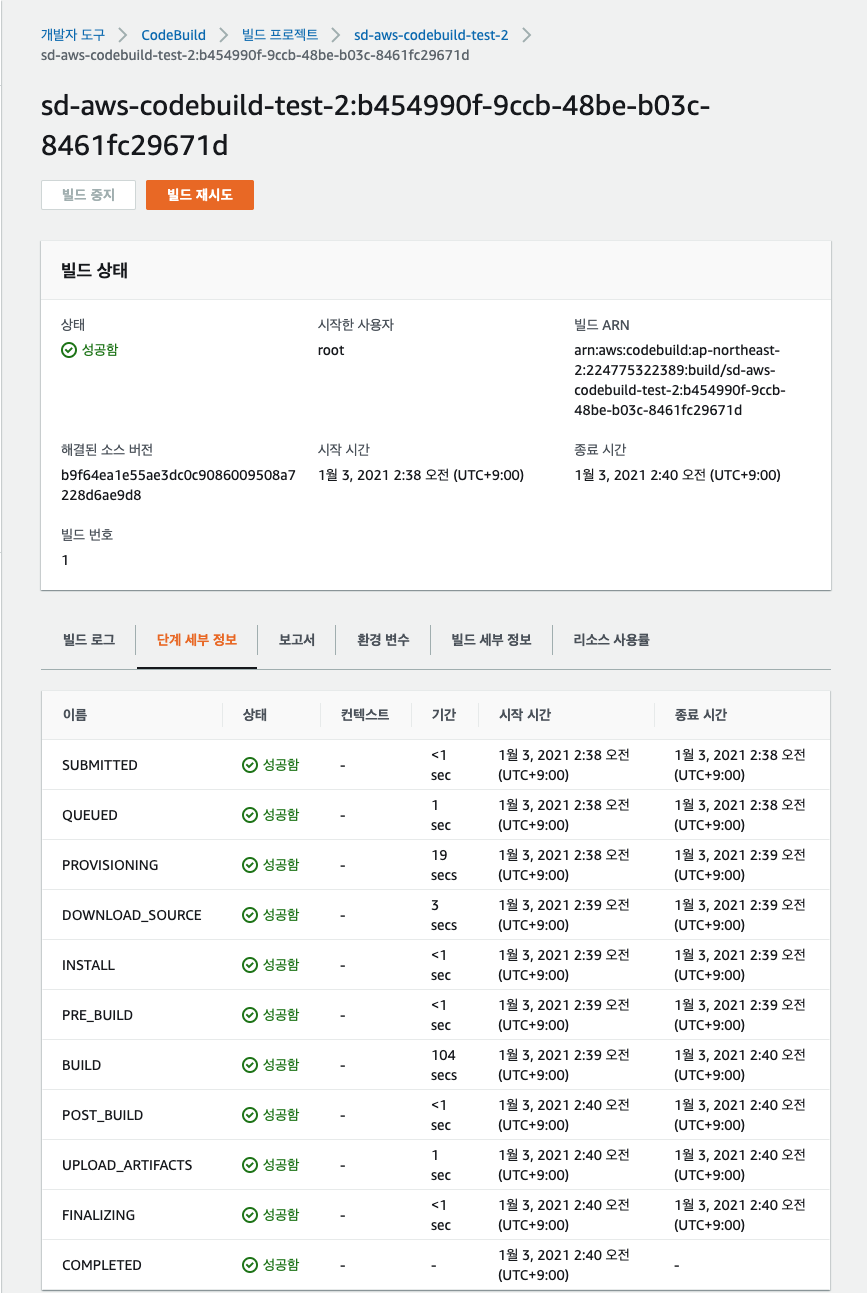 개발자 도구 > CodeBuild > 빌드 프로젝트 > sd-aws-codebuild-test-2 >
sd-aws-codebuild-test-2:b454990f-9ccb-48be-b03c-8461fc29671d
sd-aws-codebuild-test-2:b454990f-9ccb-48be-b03c-
8461fc29671d
빌드 중지 빌드 재시도
빌드 상태
상태 시작한 사용자 빌드 ARN
성공함 root arn:aws:codebuild:ap-northeast-
2:224775322389:build/sd-aws-
codebuild-test-2:b454990f-9ccb-
48be-b03c-8461fc29671d
해결된 소스 버전 시작 시간 종료 시간
b9f64ea1e55ae3dc0c9086009508a7 1월 3, 2021 2:38 오전 (UTC+9:00) 1월 3, 2021 2:40 오전 (UTC+9:00)
228d6ae9d8
빌드 번호
1
빌드 로그 단계 세부 정보 보고서 환경 변수 빌드 세부 정보 리소스 사용률
이름 상태 컨텍스트 기간 시작 시간 종료 시간
<1 1월 3, 2021 2:38 오전 1월 3, 2021 2:38 오전
SUBMITTED 성공함 -
sec (UTC+9:00) (UTC+9:00)
1 1월 3, 2021 2:38 오전 1월 3, 2021 2:38 오전
QUEUED 성공함 -
sec (UTC+9:00) (UTC+9:00)
19 1월 3, 2021 2:38 오전 1월 3, 2021 2:39 오전
PROVISIONING 성공함 -
secs (UTC+9:00) (UTC+9:00)
3 1월 3, 2021 2:39 오전 1월 3, 2021 2:39 오전
DOWNLOAD_SOURCE 성공함 -
secs (UTC+9:00) (UTC+9:00)
<1 1월 3, 2021 2:39 오전 1월 3, 2021 2:39 오전
INSTALL 성공함 -
sec (UTC+9:00) (UTC+9:00)
<1 1월 3, 2021 2:39 오전 1월 3, 2021 2:39 오전
PRE_BUILD 성공함 -
sec (UTC+9:00) (UTC+9:00)
104 1월 3, 2021 2:39 오전 1월 3, 2021 2:40 오전
BUILD 성공함 -
secs (UTC+9:00) (UTC+9:00)
<1 1월 3, 2021 2:40 오전 1월 3, 2021 2:40 오전
POST_BUILD 성공함 -
sec (UTC+9:00) (UTC+9:00)
1 1월 3, 2021 2:40 오전 1월 3, 2021 2:40 오전
UPLOAD_ARTIFACTS 성공함 -
sec (UTC+9:00) (UTC+9:00)
<1 1월 3, 2021 2:40 오전 1월 3, 2021 2:40 오전
FINALIZING 성공함 -
sec (UTC+9:00) (UTC+9:00)
1월 3, 2021 2:40 오전
COMPLETED 성공함 - - -
(UTC+9:00)